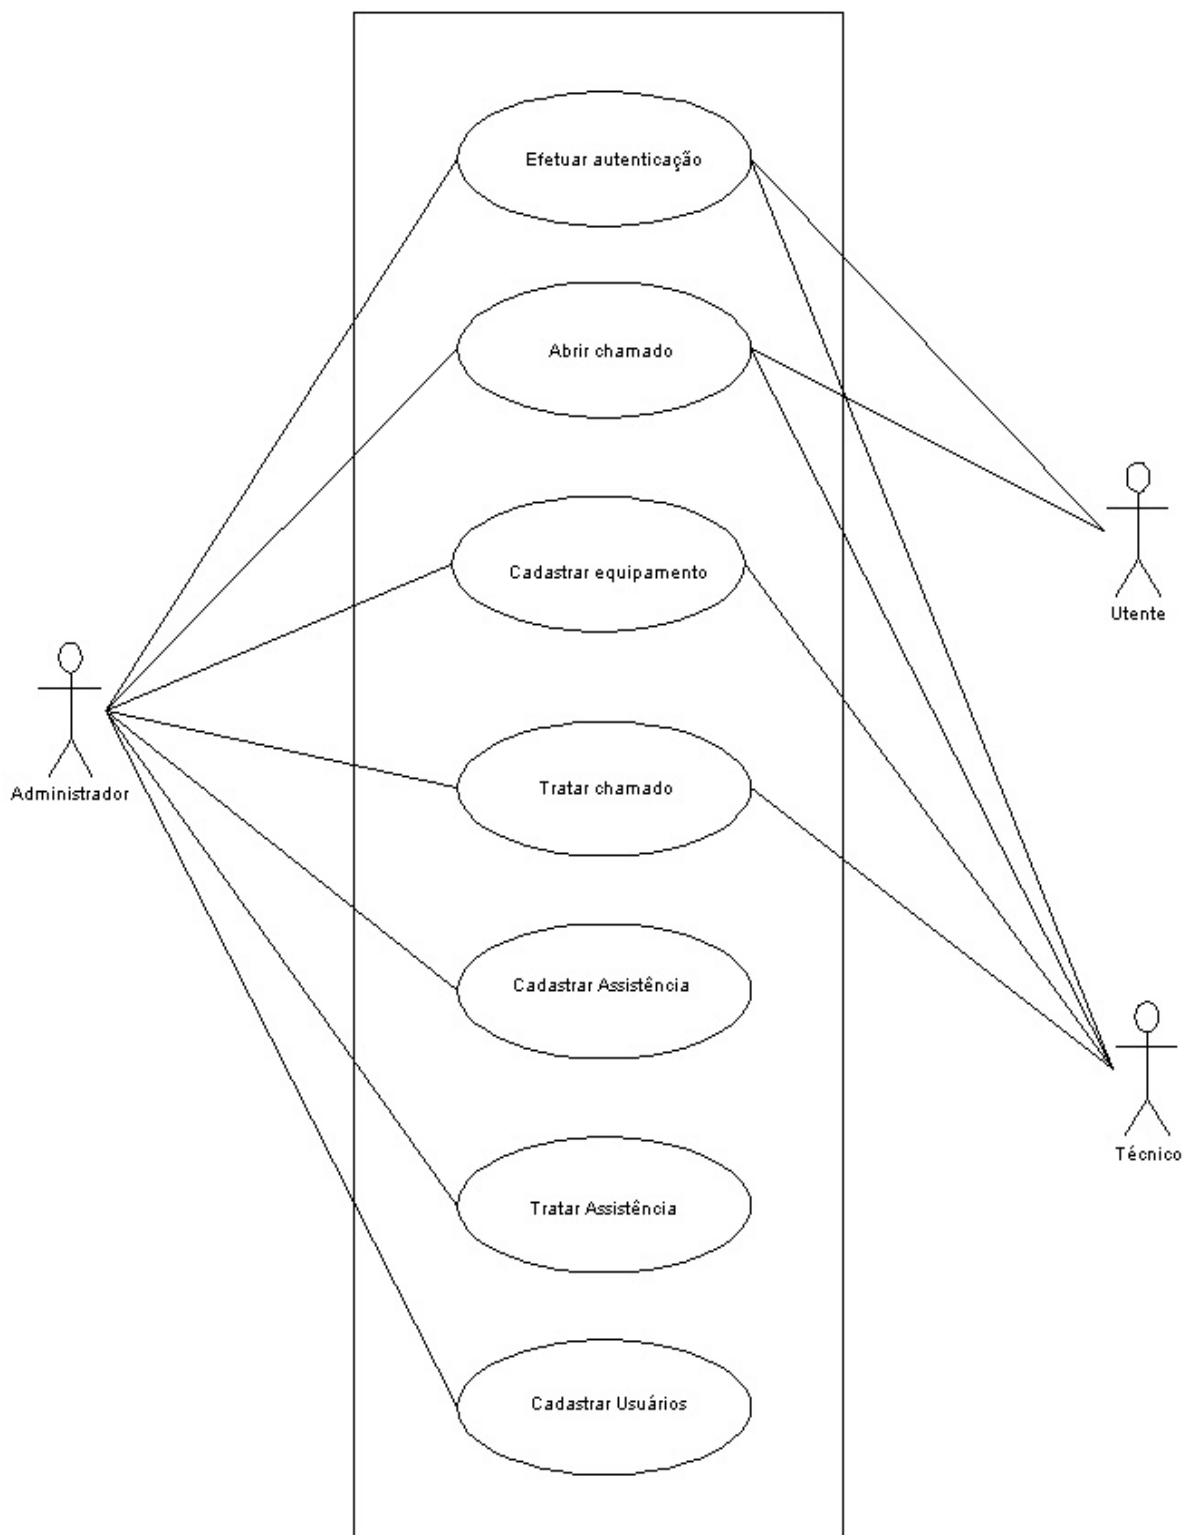 Efetuar autenticação
Abrir chamado
Cadastrar equipamento
Utente
Administrador
Tratar chamado
Cadastrar Assistência
Técnico
Tratar Assistência
Cadastrar Usuários